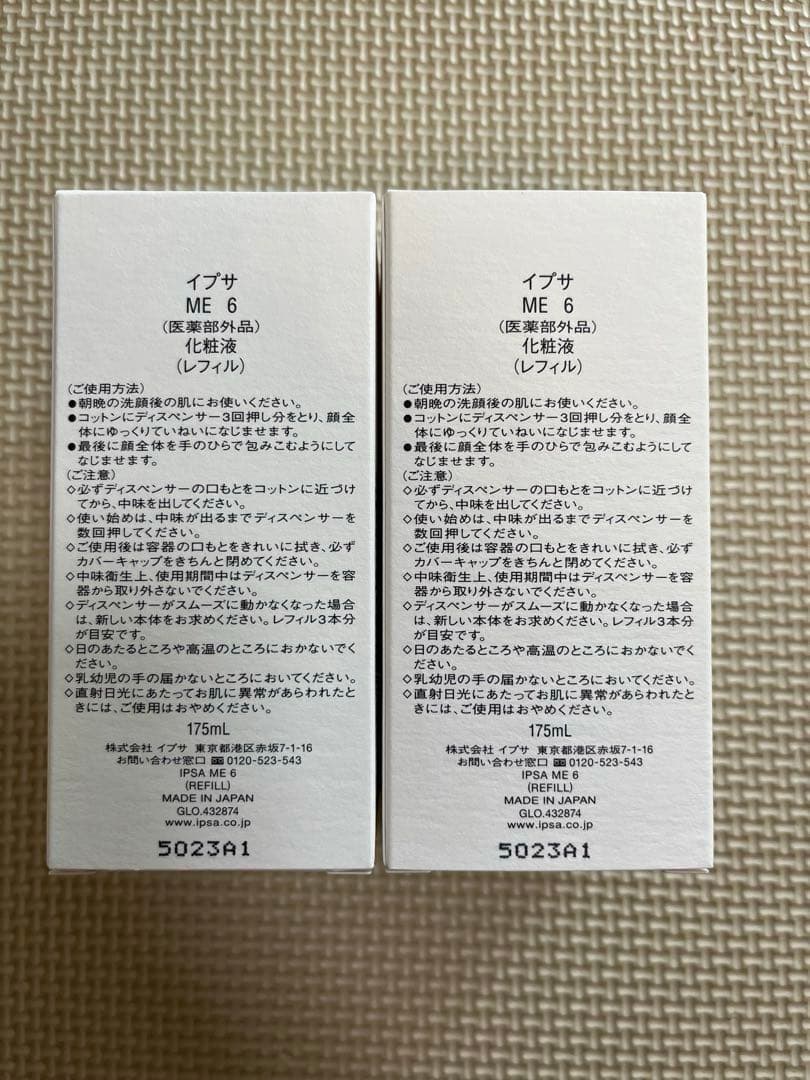 イプサ
ME 6
(医薬部外品)
化粧液
(レフィル)
(ご使用方法)
●朝晩の洗顔後の肌にお使いください。
●コットンにディスペンサー3回押し分をとり、顔全
体にゆっくりていねいになじませます。
●最後に顔全体を手のひらで包みこむようにして
なじませます。
(ご注意)
◇必ずディスペンサーの口もとをコットンに近づけ
てから、中味を出してください。
◇使い始めは、中味が出るまでディスペンサーを
数回押してください。
◇ご使用後は容器の口もとをきれいに拭き、必ず
カバーキャップをきちんと閉めてください。
◇中味衛生上、使用期間中はディスペンサーを容
器から取り外さないでください。
◇ディスペンサーがスムーズに動かなくなった場合
は、新しい本体をお求めください。レフィル3本分
が目安です。
◇日のあたるところや高温のところにおかないでく
ださい。
◇乳幼児の手の届かないところにおいてください。
◇直射日光にあたってお肌に異常があらわれたと
きには、ご使用はおやめください。
175mL
株式会社 イプサ 東京都港区赤坂7-1-16
お問い合わせ窓口 0120-523-543
IPSA ME 6
(REFILL)
MADE IN JAPAN
GLO.432874
www.ipsa.co.jp
5023A1
イプサ
ME 6
(医薬部外品)
化粧液
(レフィル)
(ご使用方法)
●朝晩の洗顔後の肌にお使いください。
●コットンにディスペンサー3回押し分をとり、顔全
体にゆっくりていねいになじませます。
●最後に顔全体を手のひらで包みこむようにして
なじませます。
(ご注意)
◇必ずディスペンサーの口もとをコットンに近づけ
てから、中味を出してください。
◇使い始めは、中味が出るまでディスペンサーを
数回押してください。
◇ご使用後は容器の口もとをきれいに拭き、必ず
カバーキャップをきちんと閉めてください。
◇中味衛生上、使用期間中はディスペンサーを容
器から取り外さないでください。
◇ディスペンサーがスムーズに動かなくなった場合
は、新しい本体をお求めください。レフィル3本分
が目安です。
◇日のあたるところや高温のところにおかないでく
ださい。
◇乳幼児の手の届かないところにおいてください。
◇直射日光にあたってお肌に異常があらわれたと
きには、ご使用はおやめください。
175mL
株式会社 イプサ 東京都港区赤坂7-1-16
お問い合わせ窓口 0120-523-543
IPSA ME 6
(REFILL)
MADE IN JAPAN
GLO.432874
www.ipsa.co.jp
5023A1